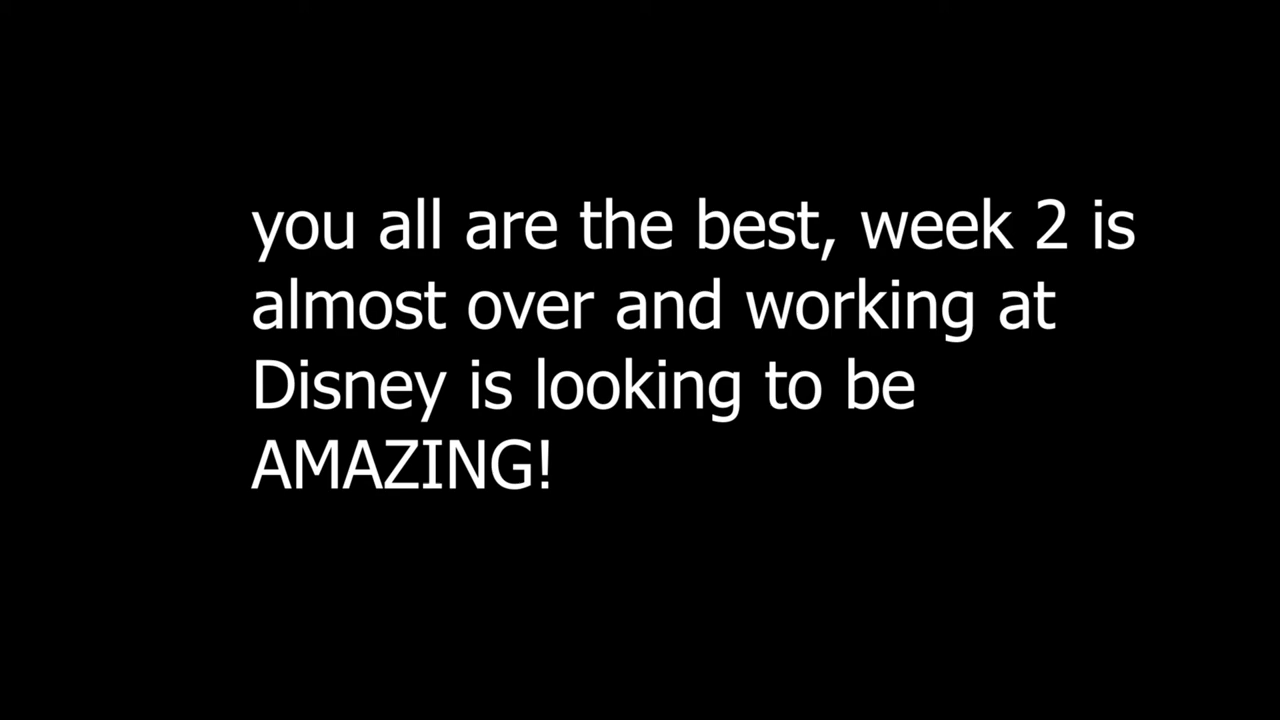 you all are the best, week 2 is
almost over and working at
Disney is looking to be
AMAZING!